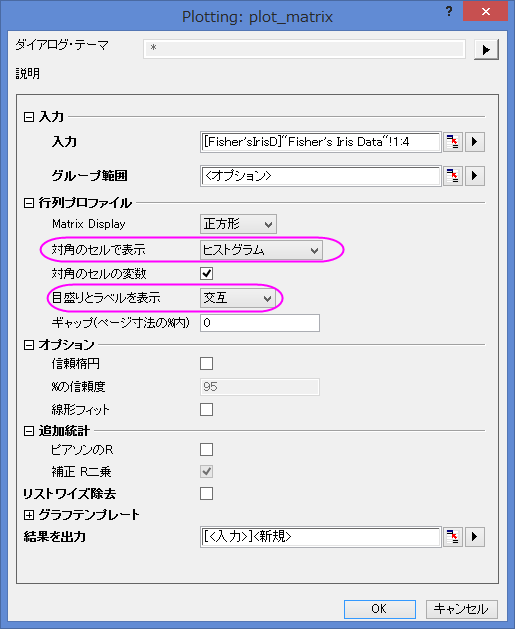 Plotting: plot_matrix
?
ダイアログ・テーマ
*
説明
入力
入力
[Fisher'sIrisD]"Fisher's Iris Data"!1:4
グループ範囲
<オプション>
行列プロファイル
Matrix Display
正方形
対角のセルで表示
ヒストグラム
対角のセルの変数
目盛りとラベルを表示
交互
ギャップ(ページ寸法の%内)
0
オプション
信頼楕円
%の信頼度
95
線形フィット
追加統計
ピアソンのR
補正 R二乗
リストワイズ除去
グラフテンプレート
結果を出力
[<入力>]<新規>
OK
キャンセル